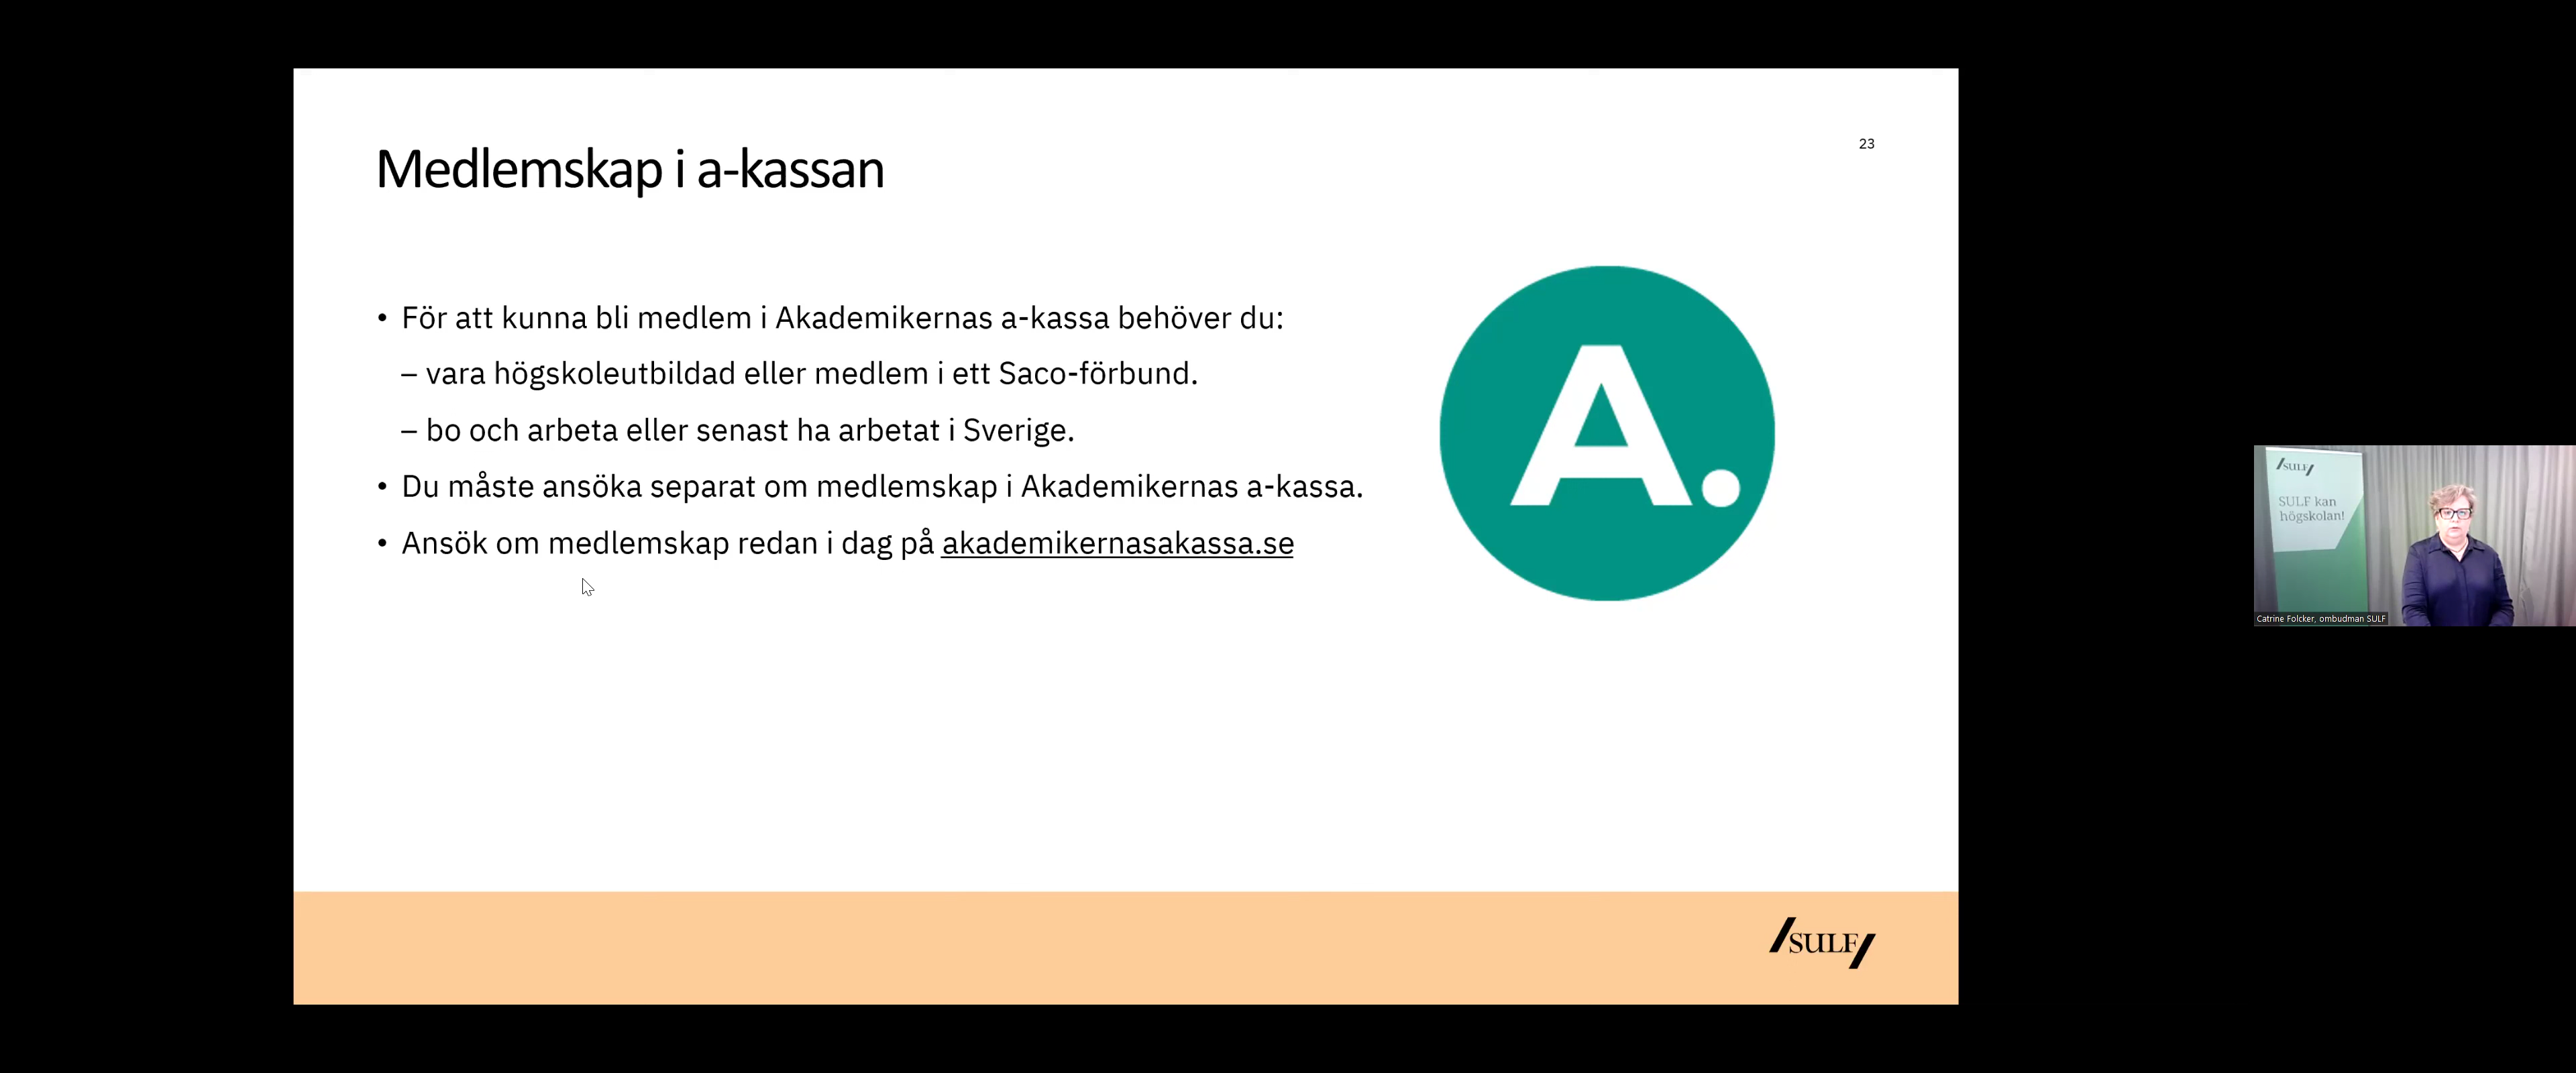 Medlemskap i a-kassan
23
• För att kunna bli medlem i Akademikernas a-kassa behöver du:
– vara högskoleutbildad eller medlem i ett Saco-förbund.
– bo och arbeta eller senast ha arbetat i Sverige.
• Du måste ansöka separat om medlemskap i Akademikernas a-kassa.
• Ansök om medlemskap redan i dag på akademikernasakassa.se
A.
/SULF/
/SULF/
SULF kan
högskolan!
Catrine Folcker, ombudman SULF